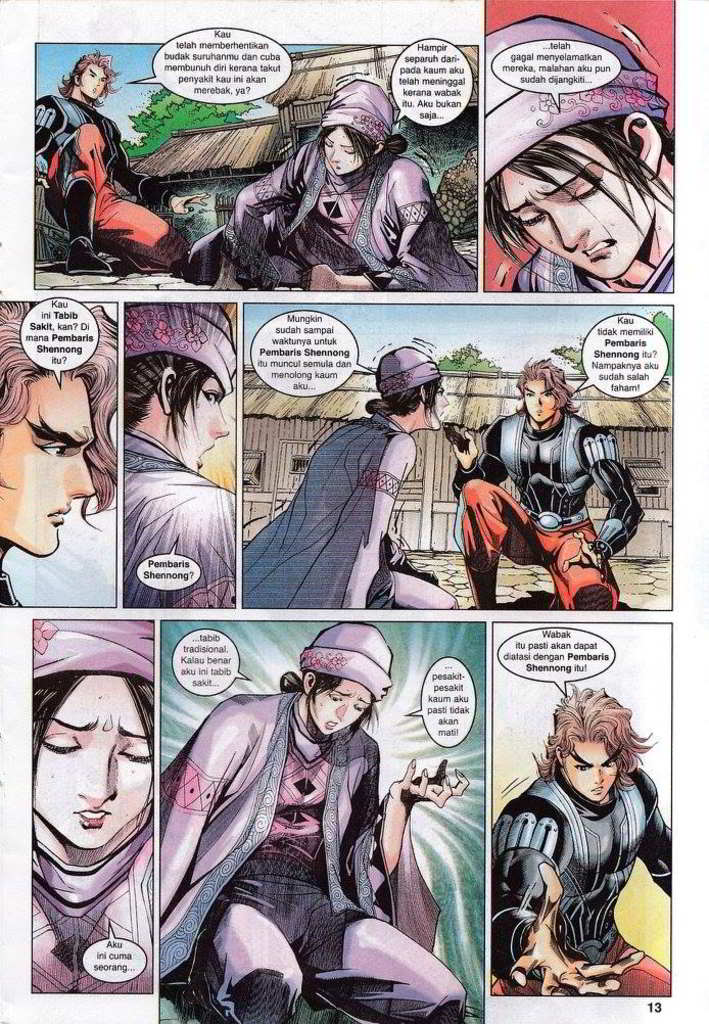 Kau
telah memberhentikan
budak suruhanmu dan cuba
membunuh diri kerana takut
penyakit kau ini akan
merebak, ya?
Hampir
separuh dari-
pada kaum aku
telah meninggal
kerana wabak
itu. Aku bukan
saja...
...telah
gagal menyelamatkan
mereka, malahan aku pun
sudah dijangkiti...
Kau
ini Tabib
Sakit, kan? Di
mana Pembaris
Shennong
itu?
Pembaris
Shennong?
Mungkin
sudah sampai
waktunya untuk
Pembaris Shennong
itu muncul semula dan
menolong kaum
aku...
Kau
tidak memiliki
Pembaris
Shennong itu?
Nampaknya aku
sudah salah
faham!
Aku
ini cuma
seorang...
...tabib
tradisional.
Kalau benar
aku ini tabib
sakit...
...
pesakit-
pesakit
kaum aku
pasti tidak
akan
mati!
Wabak
itu pasti akan dapat
diatasi dengan Pembaris
Shennong itu!
13